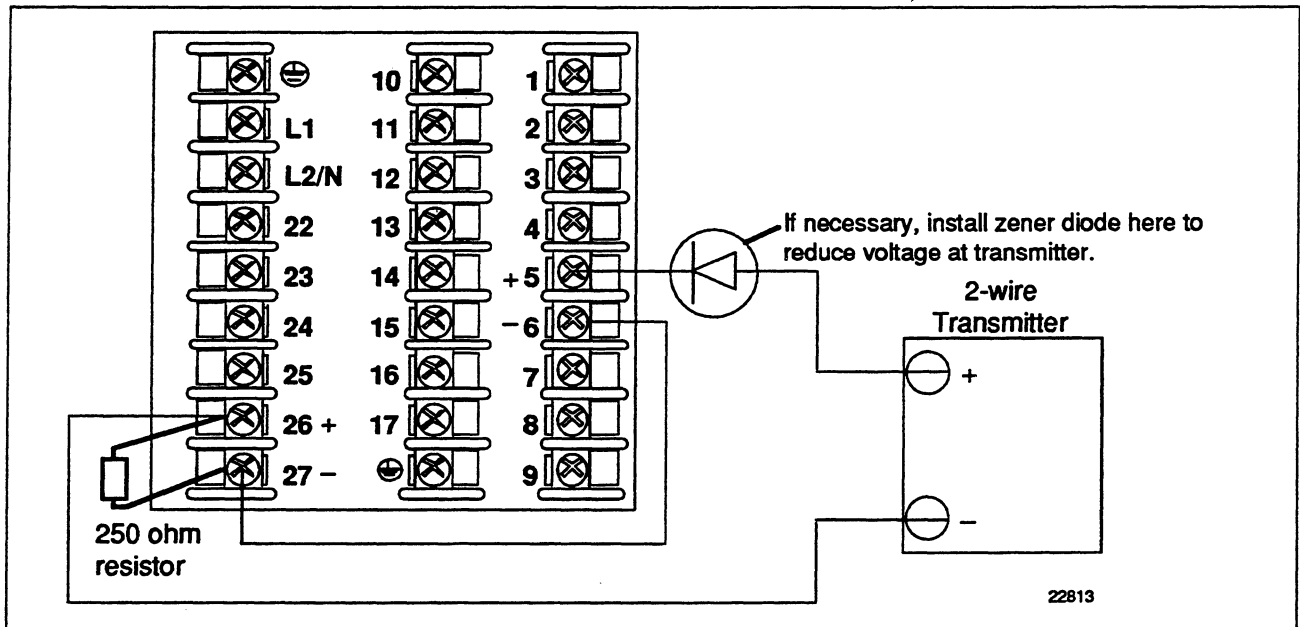 10 1
L1 11 2
L2/N 12 3
22 13 4
23 14 + 5
24 15 − 6
25 16 7
26 + 17 8
27 − 9
If necessary, install zener diode here to
reduce voltage at transmitter.
2-wire
Transmitter
+
−
250 ohm
resistor
22813